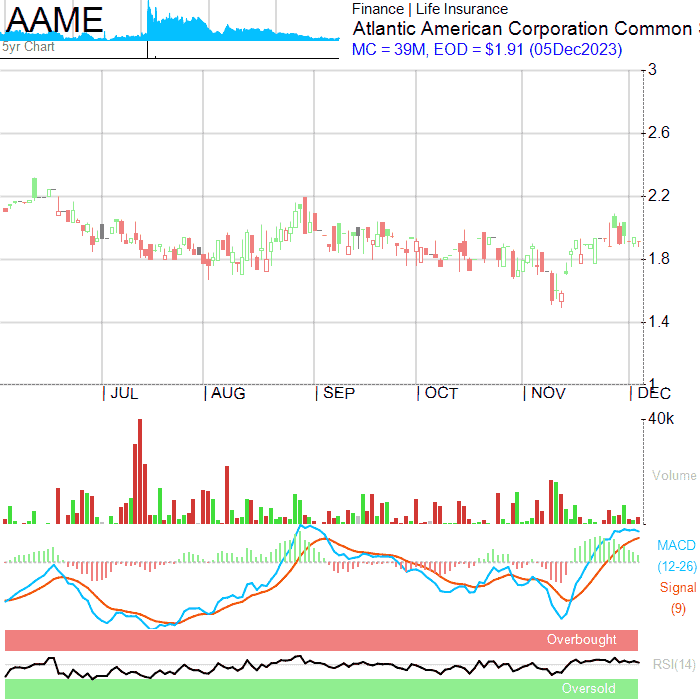 AAME
5yr Chart
Finance | Life Insurance
Atlantic American Corporation Common
MC = 39M, EOD = $1.91 (05Dec2023)
3
2.6
2.2
1.8
1.4
1
JUL
AUG
SEP
OCT
NOV
DEC
40k
Volume
MACD
(12-26)
Signal
(9)
Overbought
RSI(14)
Oversold